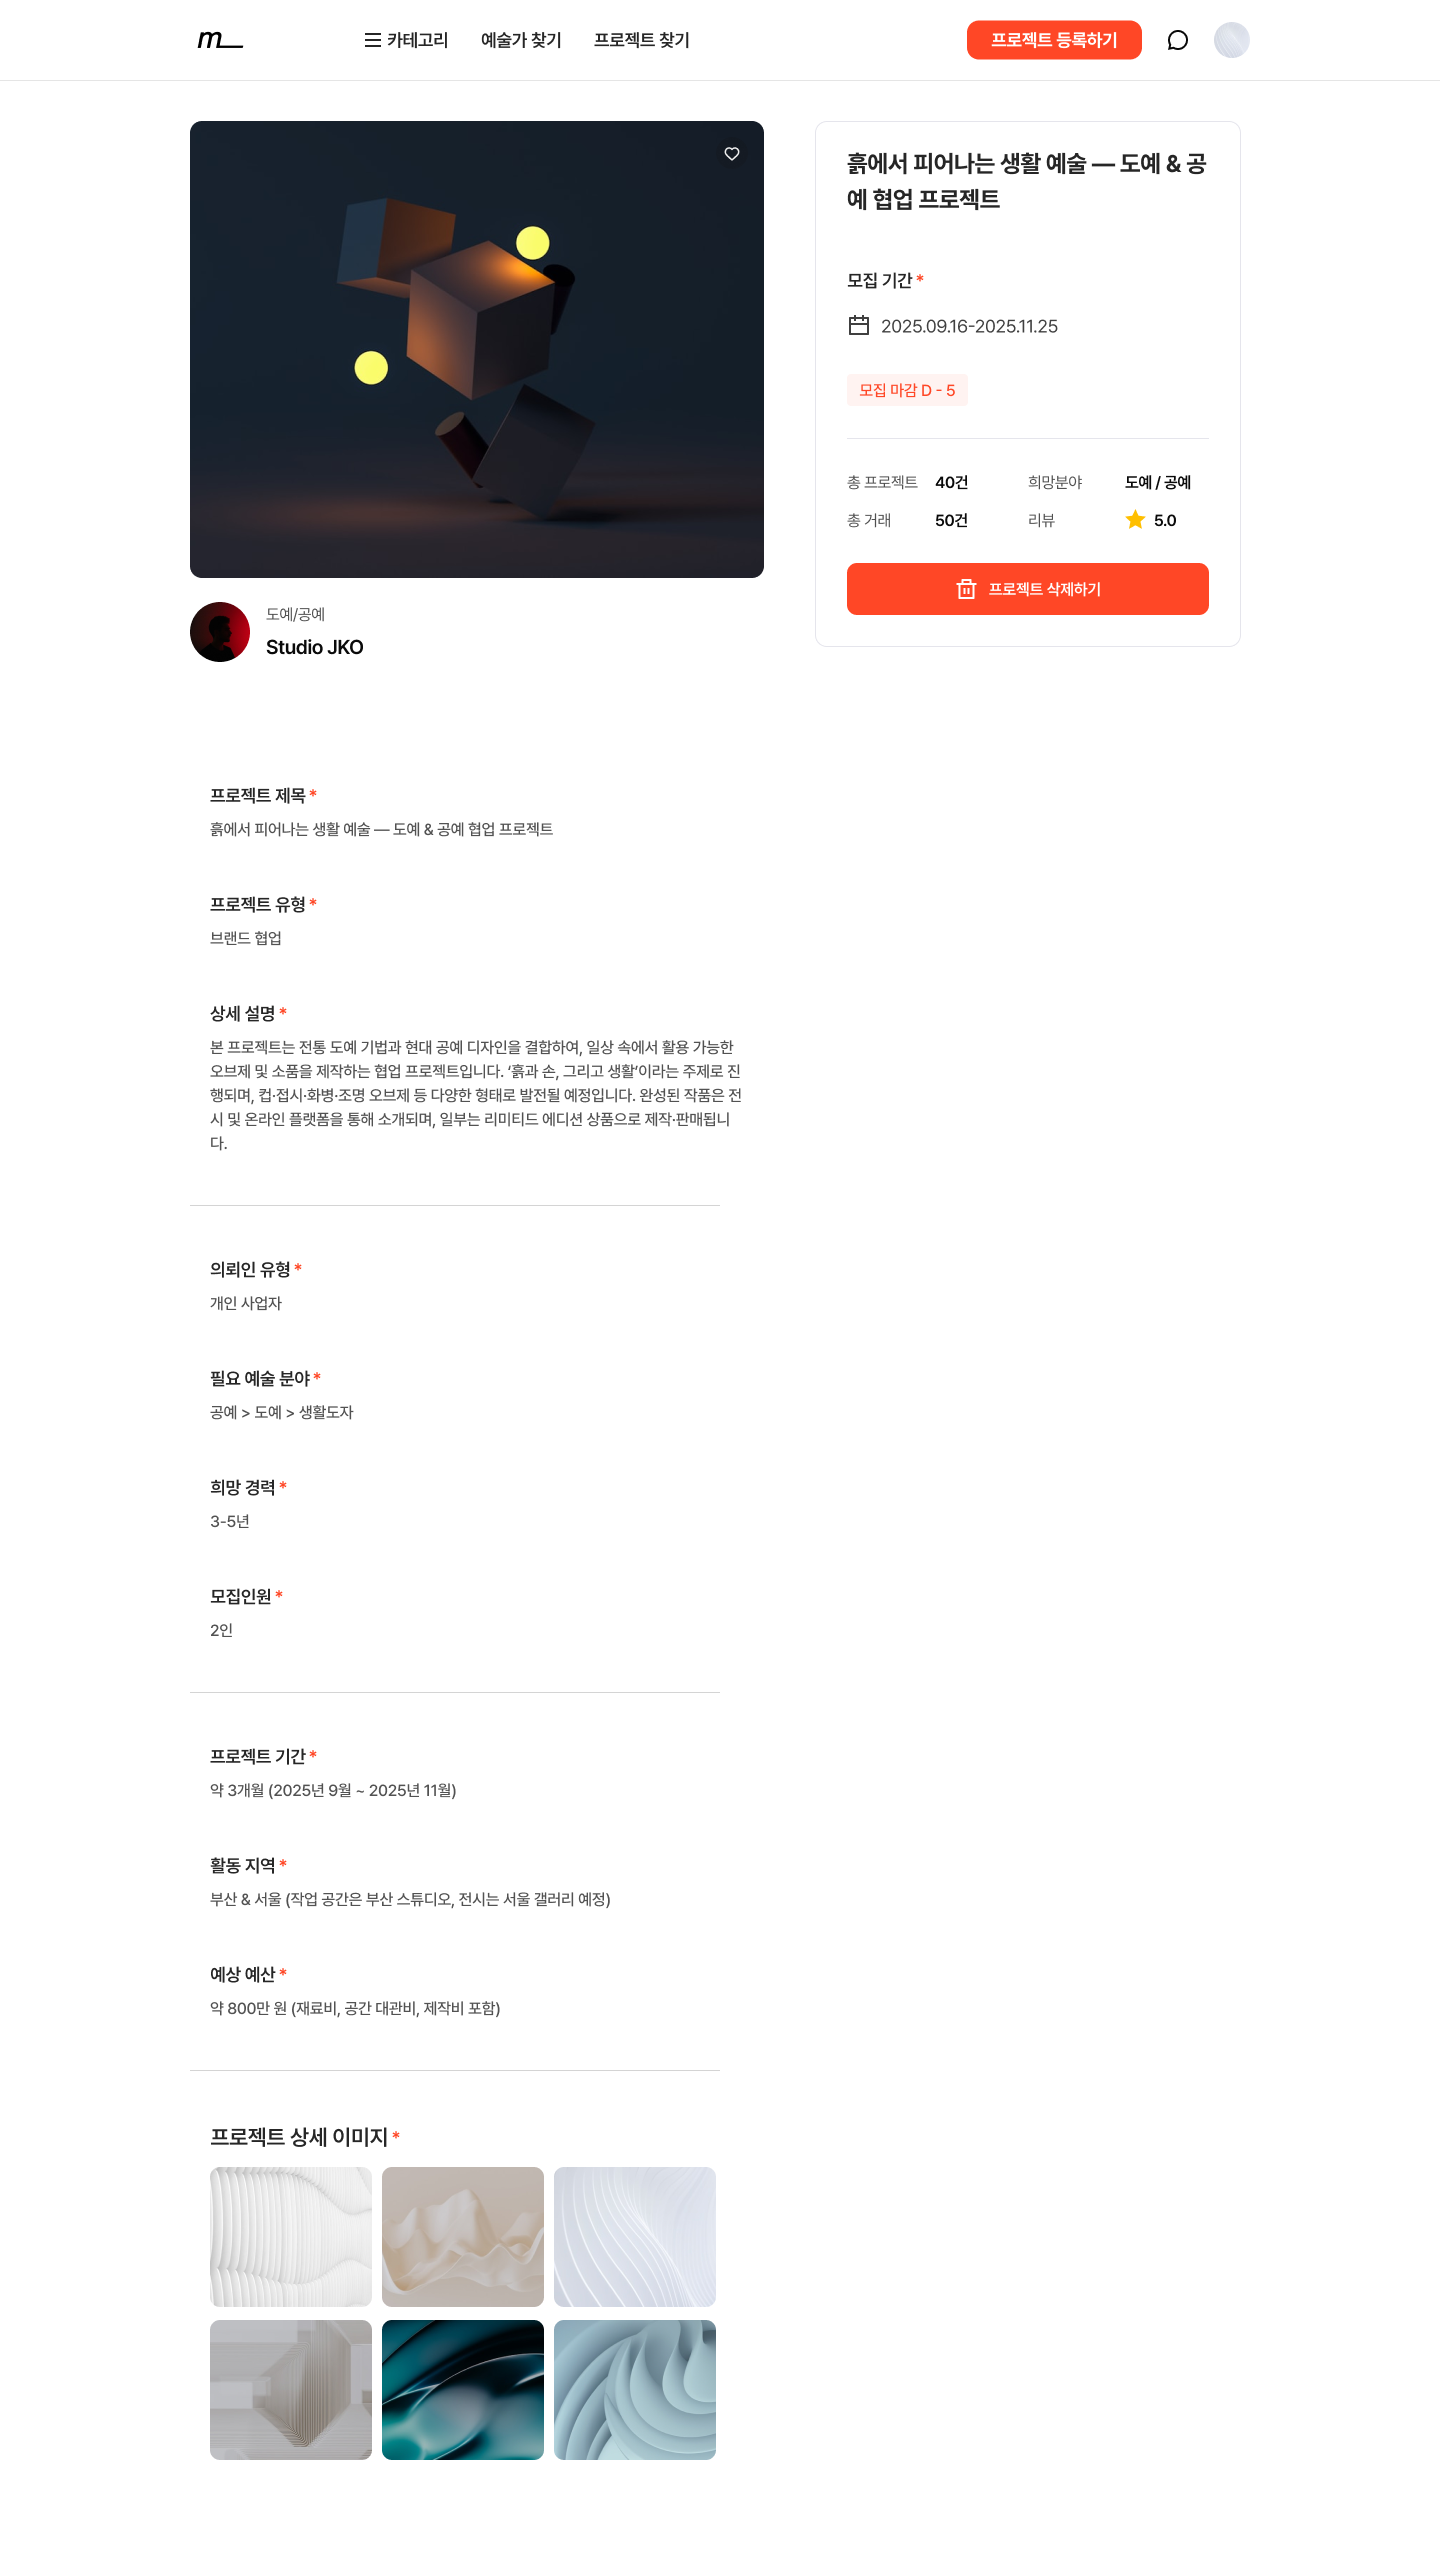 m__
카테고리
예술가 찾기
프로젝트 찾기
프로젝트 등록하기
흙에서 피어나는 생활 예술 — 도예 & 공
예 협업 프로젝트
모집 기간 *
2025.09.16-2025.11.25
모집 마감 D - 5
총 프로젝트 40건 희망분야 도예 / 공예
총 거래 50건 리뷰 5.0
프로젝트 삭제하기
도예/공예
Studio JKO
프로젝트 제목 *
흙에서 피어나는 생활 예술 — 도예 & 공예 협업 프로젝트
프로젝트 유형 *
브랜드 협업
상세 설명 *
본 프로젝트는 전통 도예 기법과 현대 공예 디자인을 결합하여, 일상 속에서 활용 가능한
오브제 및 소품을 제작하는 협업 프로젝트입니다. ‘흙과 손, 그리고 생활’이라는 주제로 진
행되며, 컵·접시·화병·조명 오브제 등 다양한 형태로 발전될 예정입니다. 완성된 작품은 전
시 및 온라인 플랫폼을 통해 소개되며, 일부는 리미티드 에디션 상품으로 제작·판매됩니
다.
의뢰인 유형 *
개인 사업자
필요 예술 분야 *
공예 > 도예 > 생활도자
희망 경력 *
3-5년
모집인원 *
2인
프로젝트 기간 *
약 3개월 (2025년 9월 ~ 2025년 11월)
활동 지역 *
부산 & 서울 (작업 공간은 부산 스튜디오, 전시는 서울 갤러리 예정)
예상 예산 *
약 800만 원 (재료비, 공간 대관비, 제작비 포함)
프로젝트 상세 이미지 *